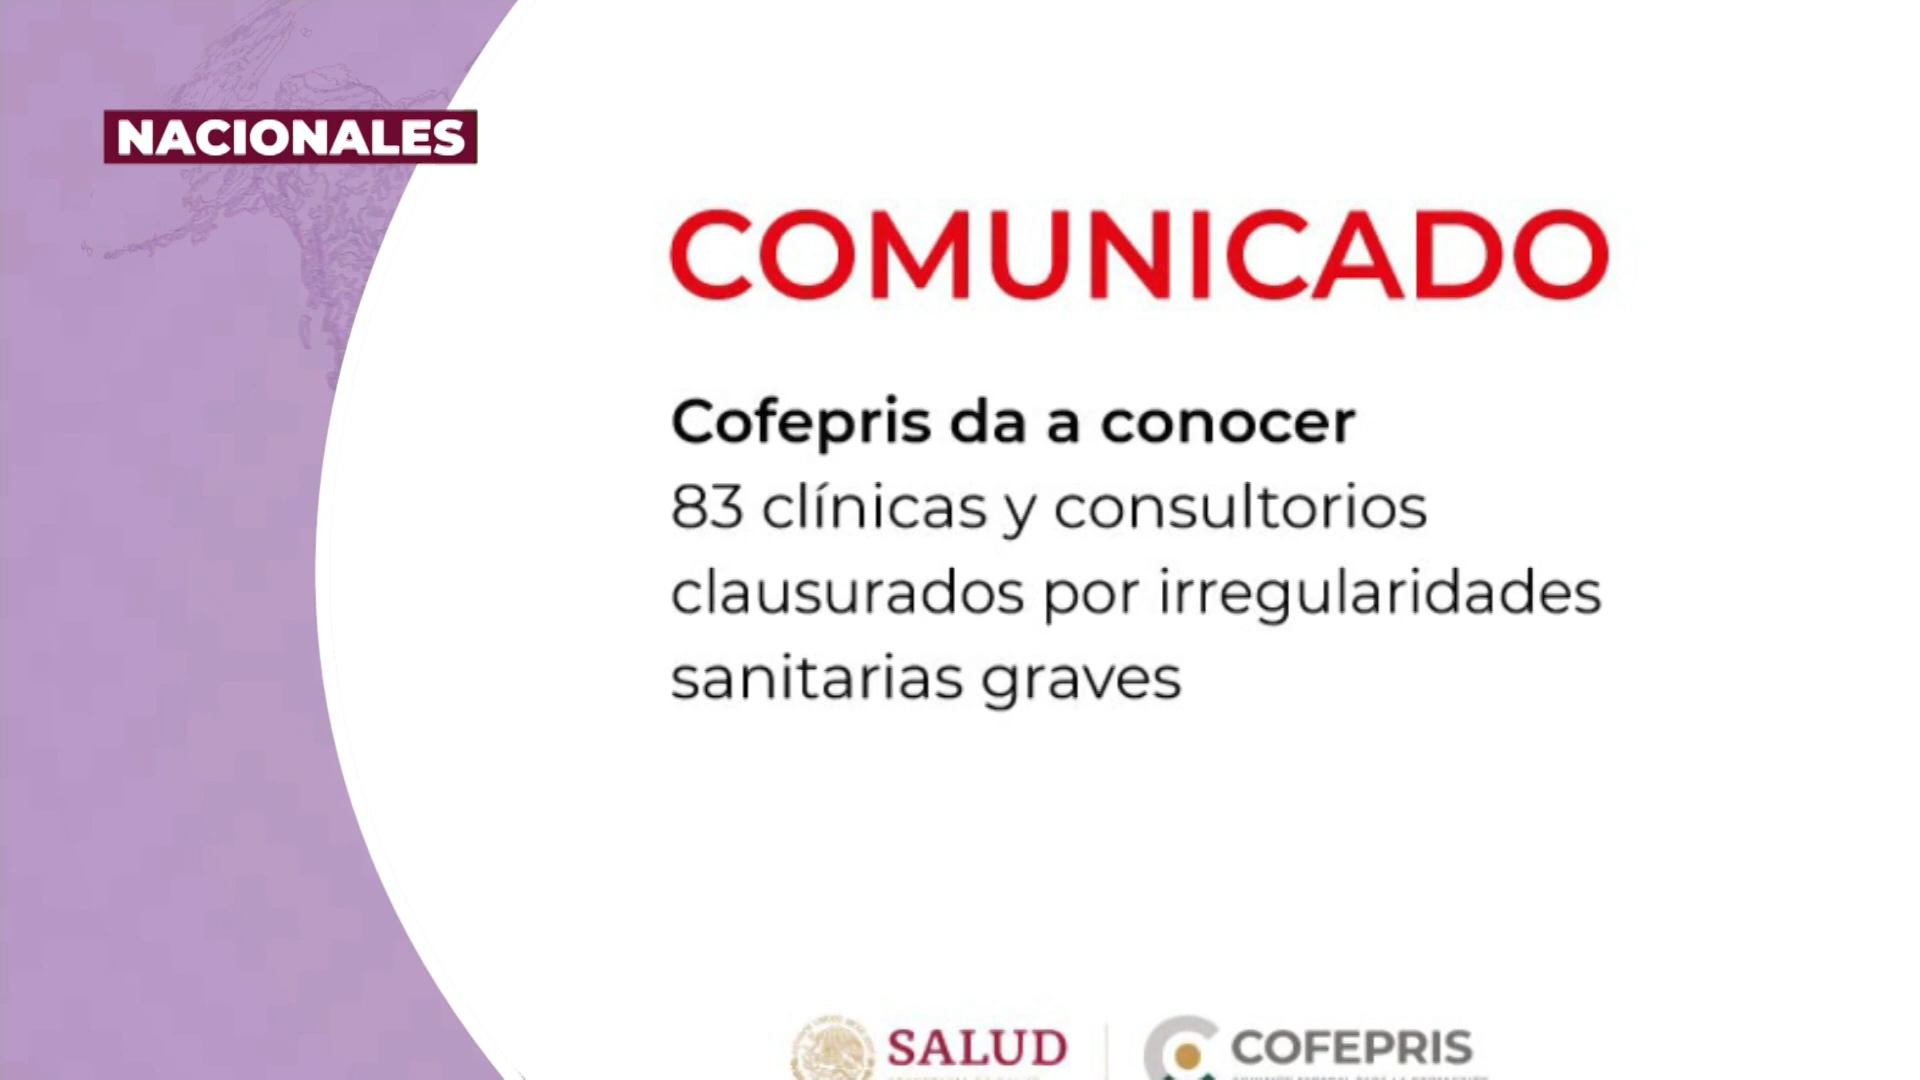 NACIONALES
COMUNICADO
Cofepris da a conocer
83 clínicas y consultorios
clausurados por irregularidades
sanitarias graves
SALUD
COFEPRIS